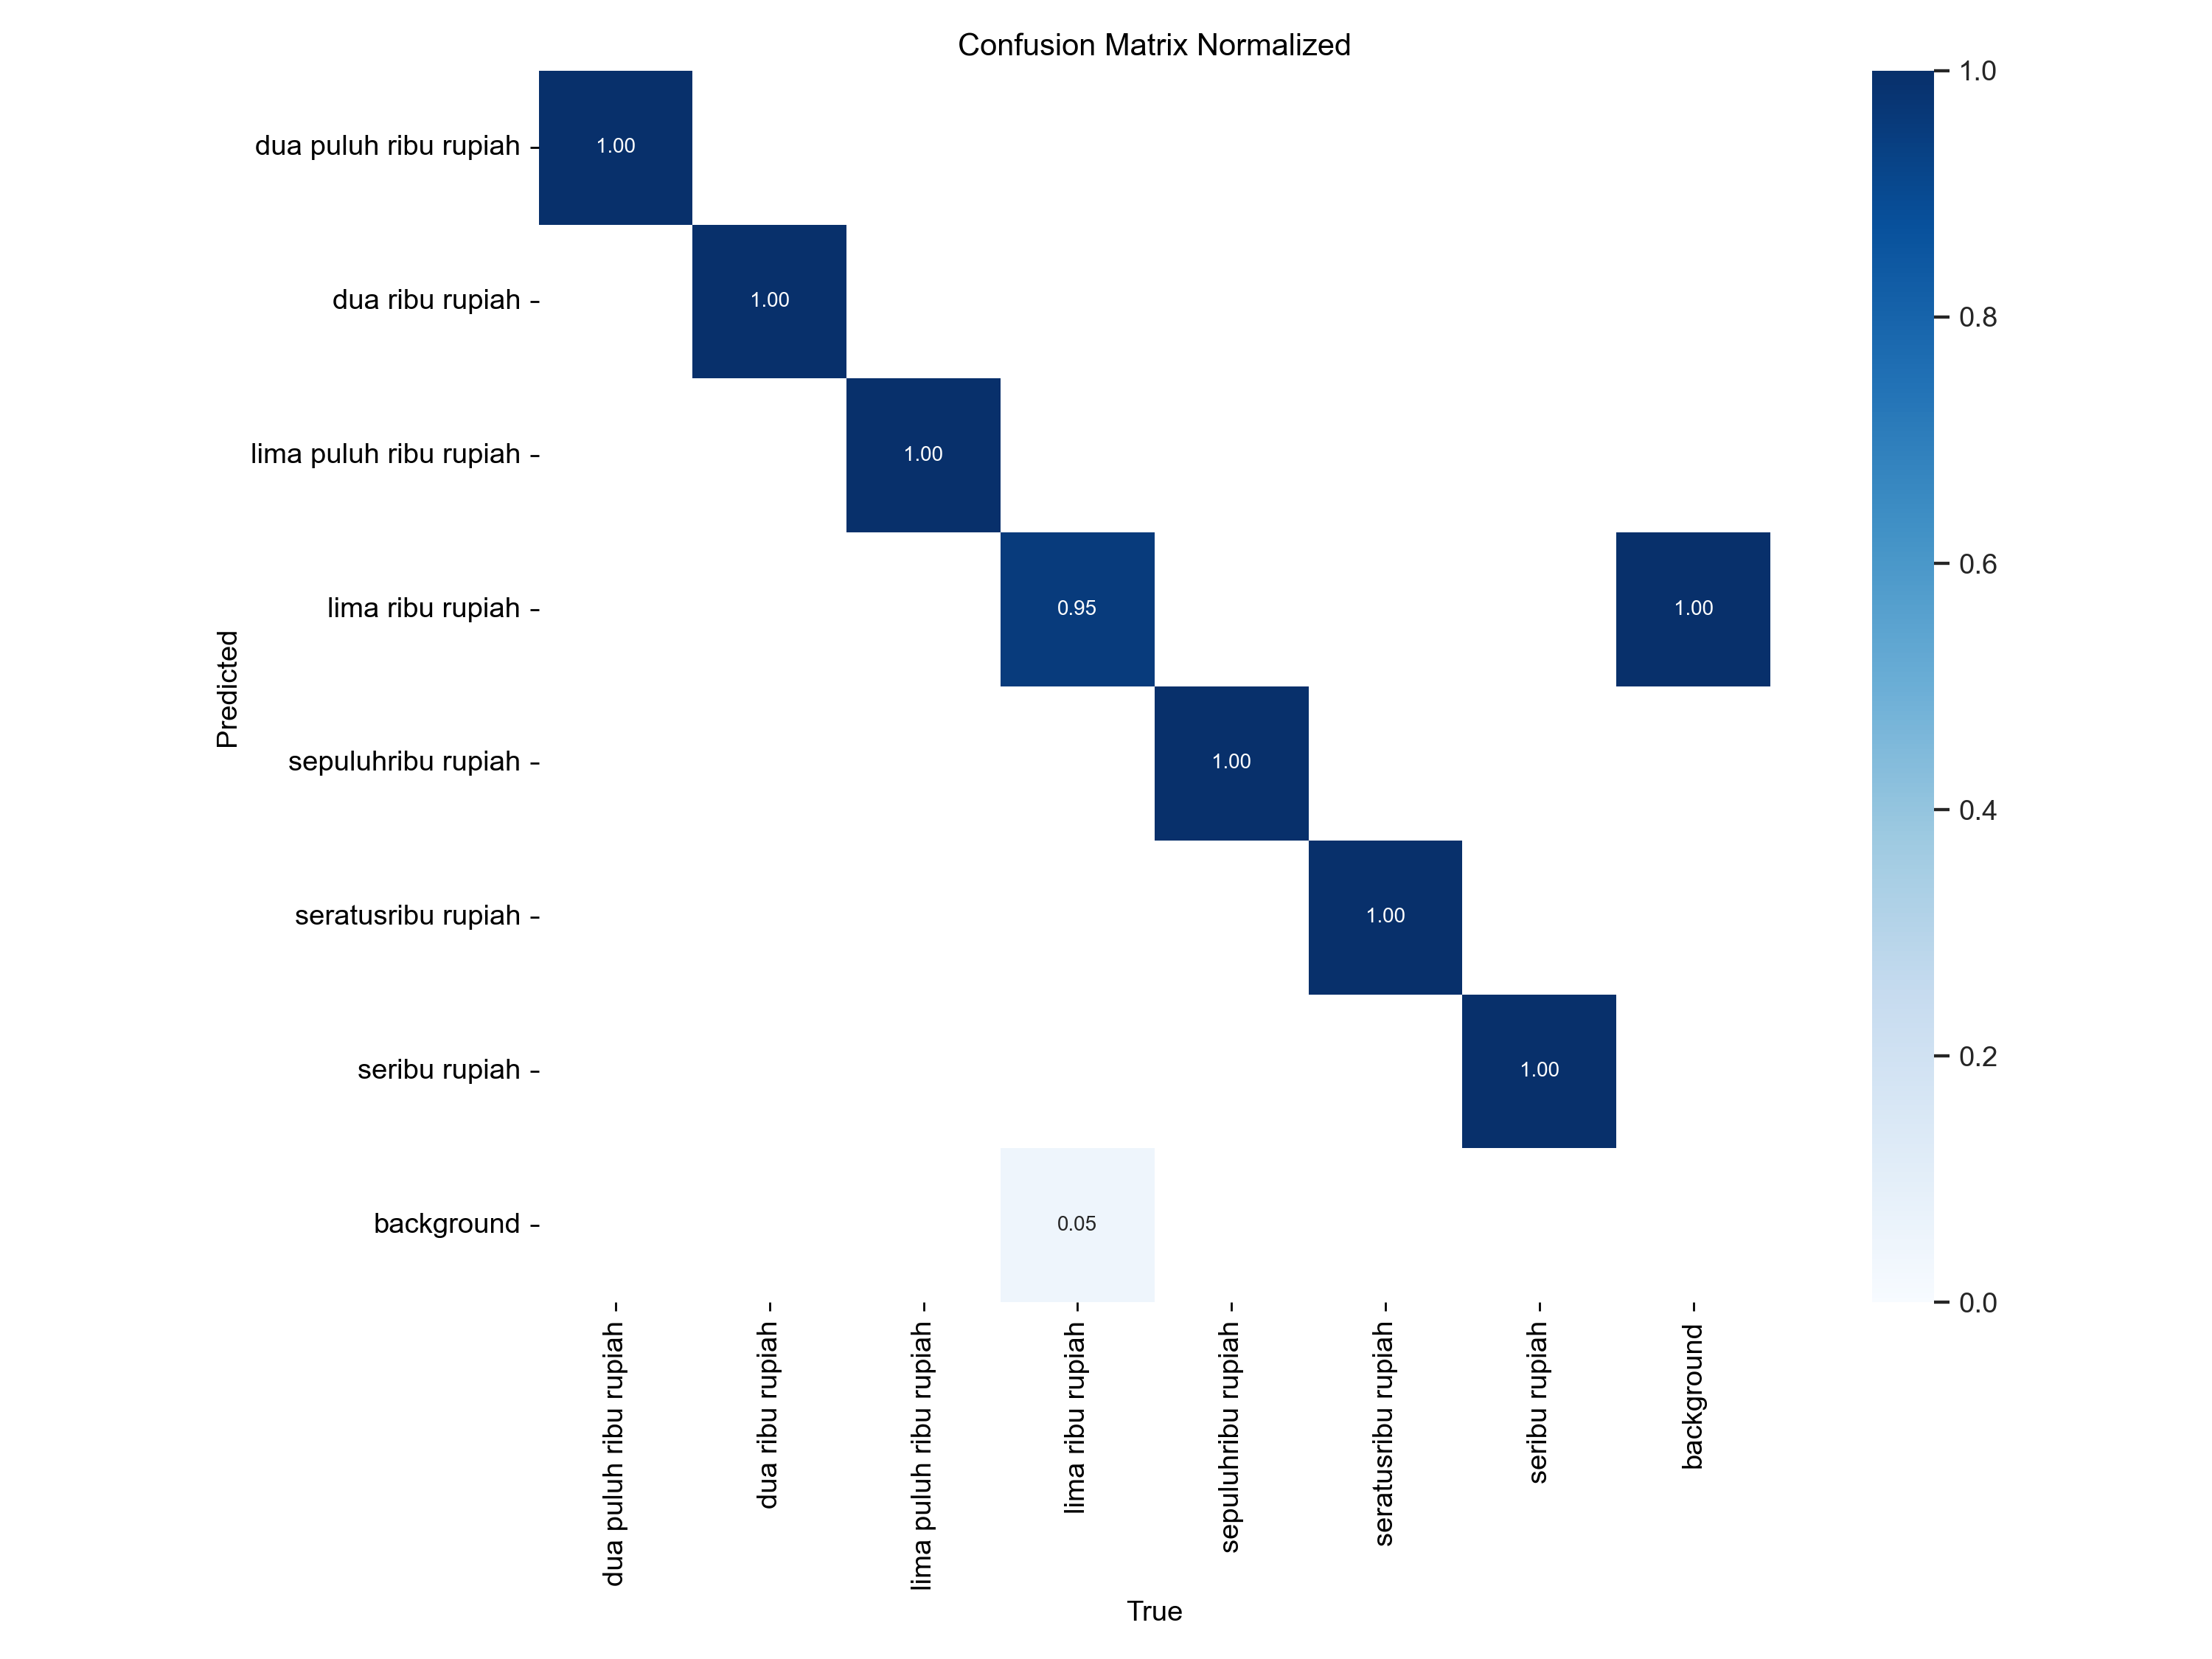 Confusion Matrix Normalized
dua puluh ribu rupiah
dua ribu rupiah
lima puluh ribu rupiah
lima ribu rupiah
sepuluhribu rupiah
seratusribu rupiah
seribu rupiah
background
Predicted
1.00
1.00
1.00
0.95
1.00
1.00
1.00
1.00
0.05
dua puluh ribu rupiah
dua ribu rupiah
lima puluh ribu rupiah
lima ribu rupiah
sepuluhribu rupiah
seratusribu rupiah
seribu rupiah
background
True
1.0
0.8
0.6
0.4
0.2
0.0